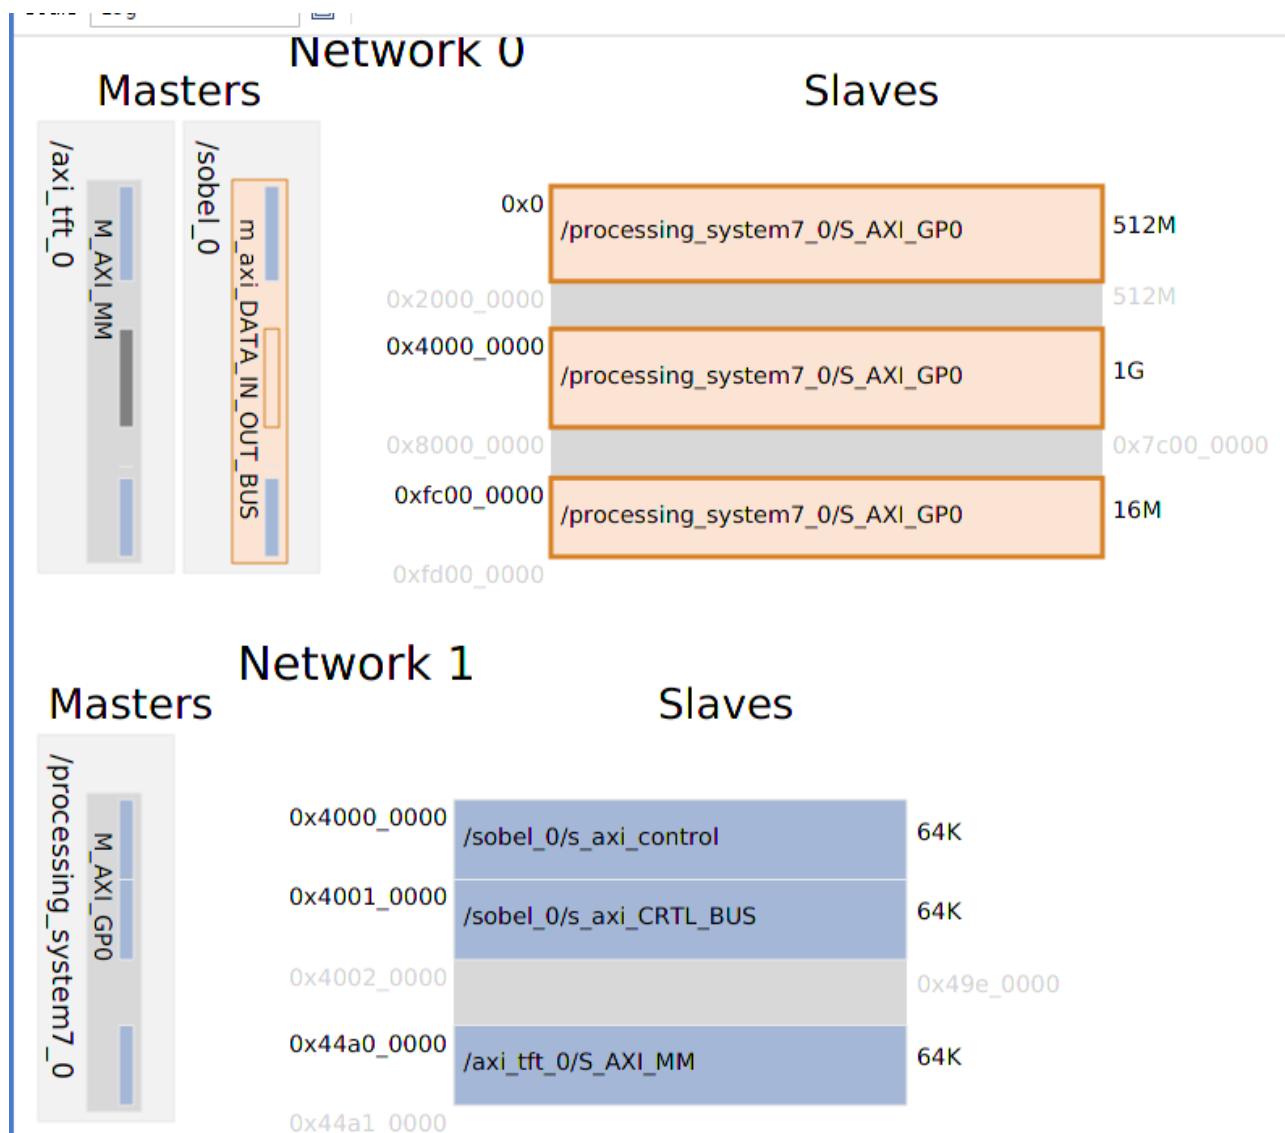 Network 0
Masters
Slaves
/axi_tft_0
M_AXI_MM
/sobel_0
m_axi_DATA_IN_OUT_BUS
0x0
/processing_system7_0/S_AXI_GP0
512M
0x2000_0000
512M
0x4000_0000
/processing_system7_0/S_AXI_GP0
1G
0x8000_0000
0x7c00_0000
0xfc00_0000
/processing_system7_0/S_AXI_GP0
16M
0xfd00_0000
Network 1
Masters
Slaves
/processing_system7_0
M_AXI_GP0
0x4000_0000
/sobel_0/s_axi_control
64K
0x4001_0000
/sobel_0/s_axi_CRTL_BUS
64K
0x4002_0000
0x49e_0000
0x44a0_0000
/axi_tft_0/S_AXI_MM
64K
0x44a1_0000